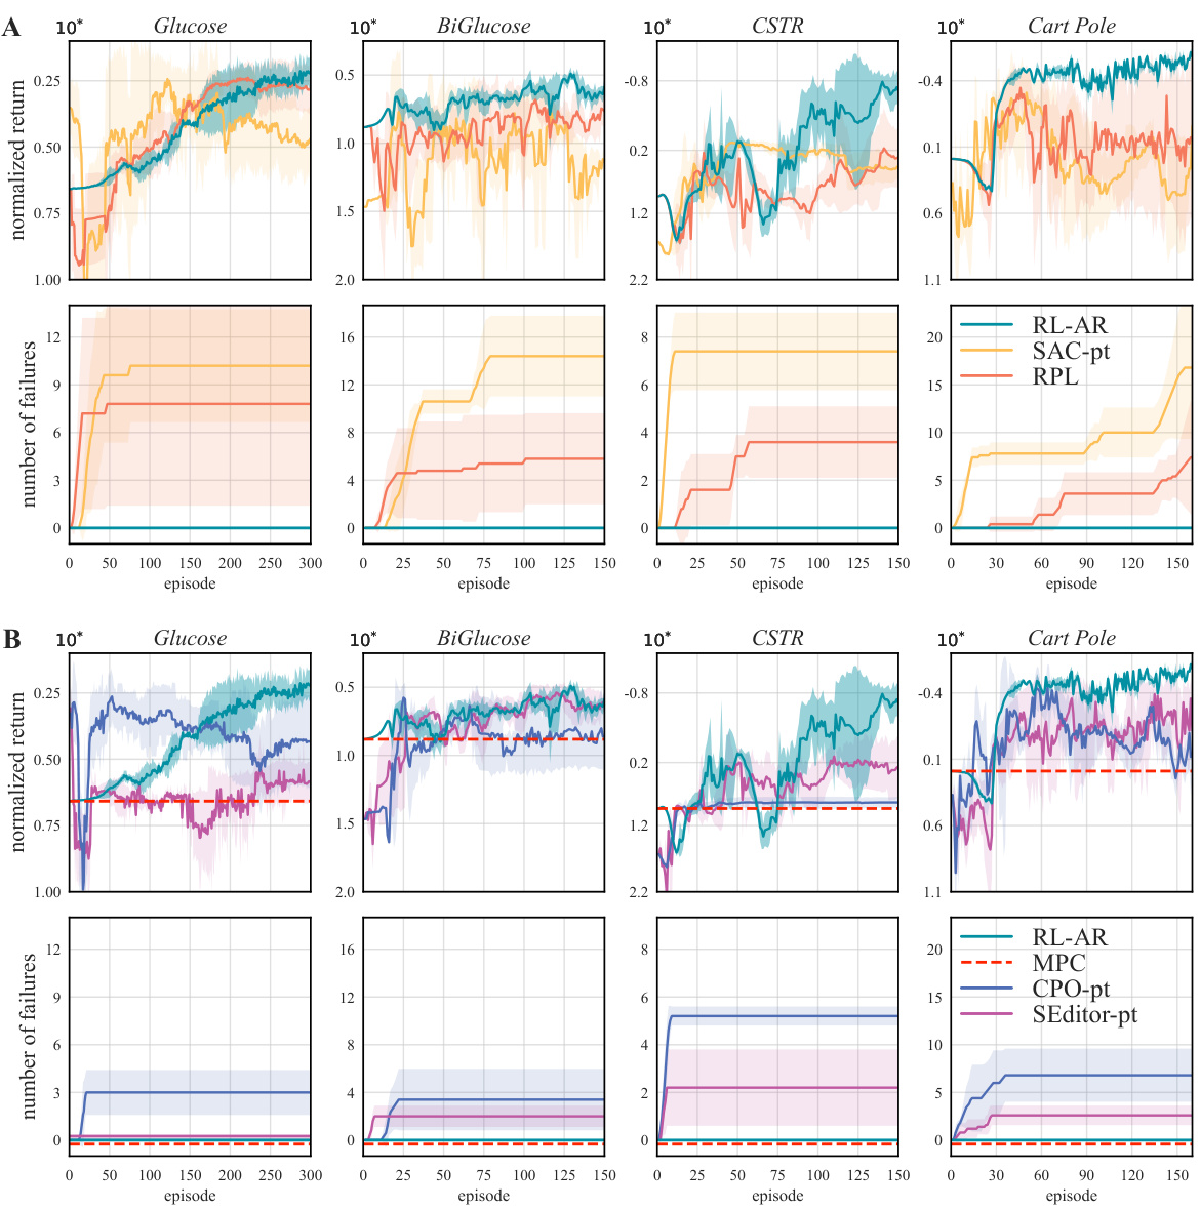 A
10* Glucose 10* BiGlucose 10* CSTR 10* Cart Pole
normalized return
0.25 0.50 0.75 1.00
0.5 1.0 1.5 2.0
-0.8 0.2 1.2 2.2
-0.4 0.1 0.6 1.1
number of failures
12 9 6 3 0
16 12 8 4 0
8 6 4 2 0
20 15 10 5 0
RL-AR
SAC-pt
RPL
0 50 100 150 200 250 300
0 25 50 75 100 125 150
0 25 50 75 100 125 150
0 30 60 90 120 150
episode episode episode episode
B
10* Glucose 10* BiGlucose 10* CSTR 10* Cart Pole
normalized return
0.25 0.50 0.75 1.00
0.5 1.0 1.5 2.0
-0.8 0.2 1.2 2.2
-0.4 0.1 0.6 1.1
number of failures
12 9 6 3 0
16 12 8 4 0
8 6 4 2 0
20 15 10 5 0
RL-AR
MPC
CPO-pt
SEditor-pt
0 50 100 150 200 250 300
0 25 50 75 100 125 150
0 25 50 75 100 125 150
0 30 60 90 120 150
episode episode episode episode